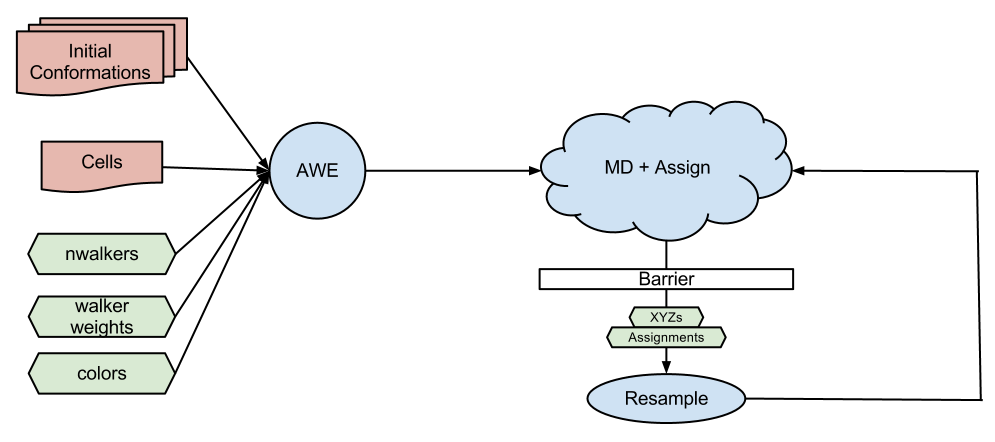 Initial
Conformations
Cells
nwalkers
walker
weights
colors
AWE
MD + Assign
Barrier
XYZs
Assignments
Resample